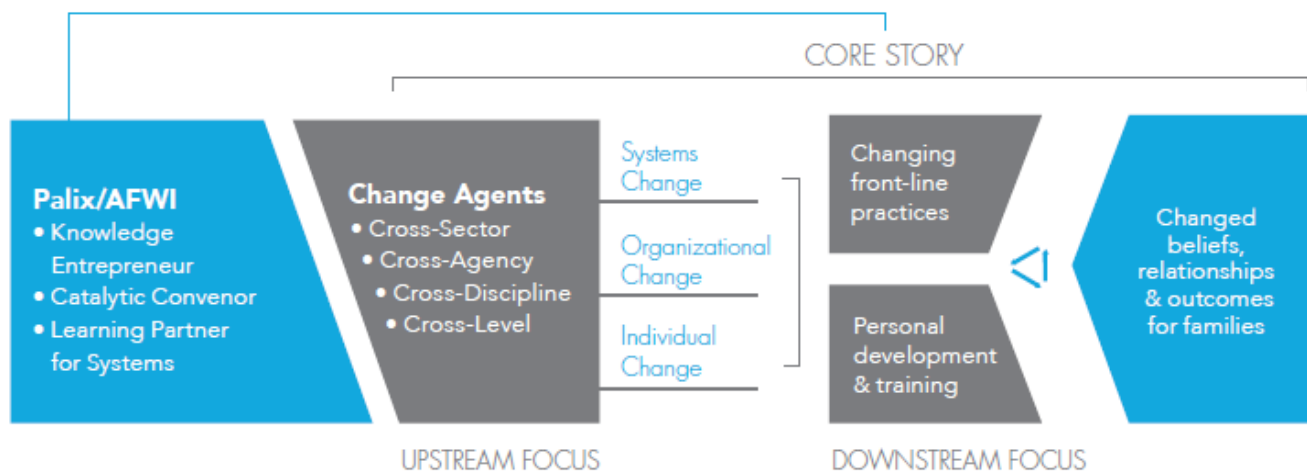 CORE STORY
Palix/AFWI
• Knowledge
Entrepreneur
• Catalytic Convenor
• Learning Partner
for Systems
Change Agents
• Cross-Sector
• Cross-Agency
• Cross-Discipline
• Cross-Level
Systems
Change
Organizational
Change
Individual
Change
Changing
front-line
practices
Personal
development
& training
Changed
beliefs,
relationships
& outcomes
for families
UPSTREAM FOCUS
DOWNSTREAM FOCUS